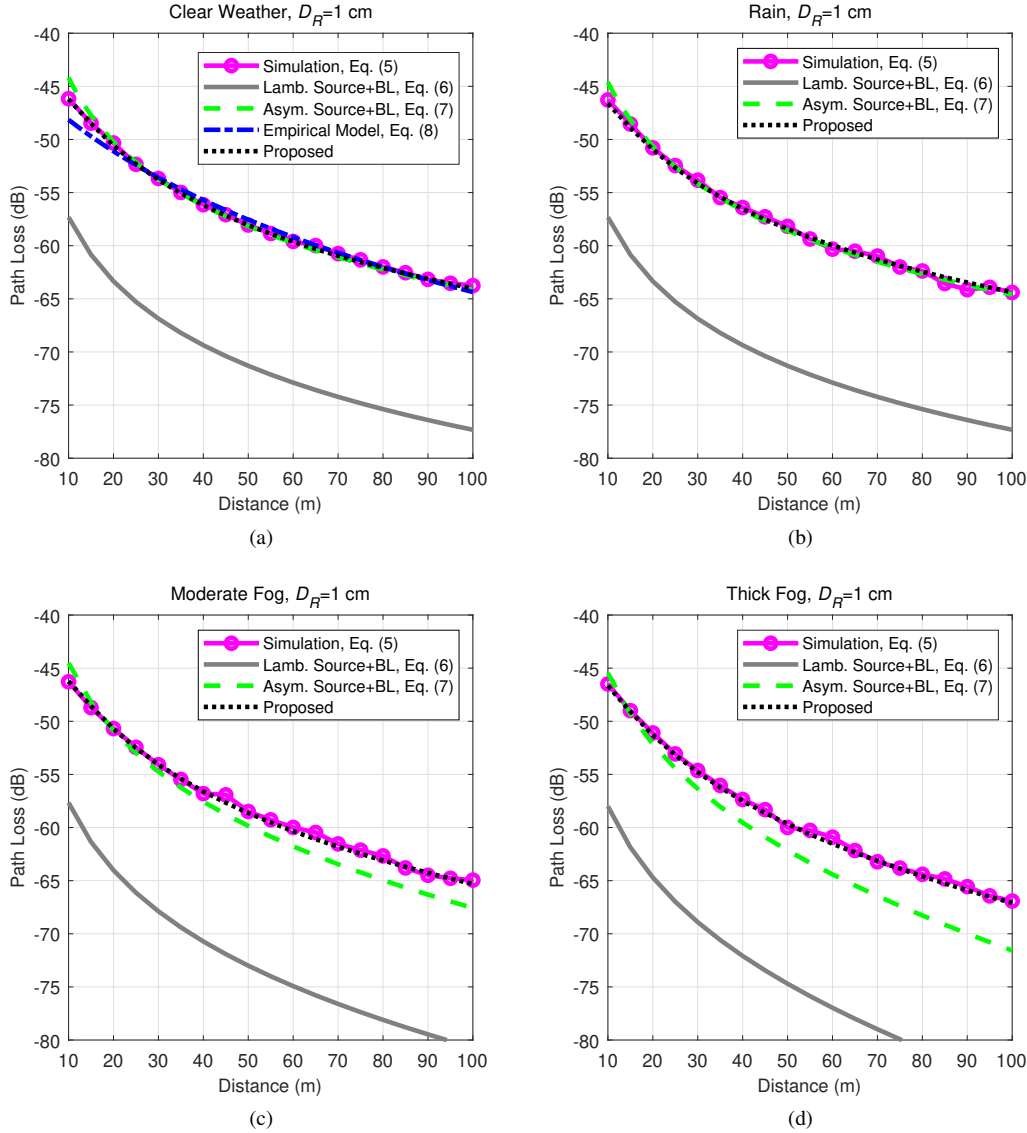 Clear Weather, D_R=1 cm
-40
-45
-50
-55
-60
-65
-70
-75
-80
Path Loss (dB)
Simulation, Eq. (5)
Lamb. Source+BL, Eq. (6)
Asym. Source+BL, Eq. (7)
Empirical Model, Eq. (8)
Proposed
10 20 30 40 50 60 70 80 90 100
Distance (m)
(a)
Rain, D_R=1 cm
-40
-45
-50
-55
-60
-65
-70
-75
-80
Path Loss (dB)
Simulation, Eq. (5)
Lamb. Source+BL, Eq. (6)
Asym. Source+BL, Eq. (7)
Proposed
10 20 30 40 50 60 70 80 90 100
Distance (m)
(b)
Moderate Fog, D_R=1 cm
-40
-45
-50
-55
-60
-65
-70
-75
-80
Path Loss (dB)
Simulation, Eq. (5)
Lamb. Source+BL, Eq. (6)
Asym. Source+BL, Eq. (7)
Proposed
10 20 30 40 50 60 70 80 90 100
Distance (m)
(c)
Thick Fog, D_R=1 cm
-40
-45
-50
-55
-60
-65
-70
-75
-80
Path Loss (dB)
Simulation, Eq. (5)
Lamb. Source+BL, Eq. (6)
Asym. Source+BL, Eq. (7)
Proposed
10 20 30 40 50 60 70 80 90 100
Distance (m)
(d)